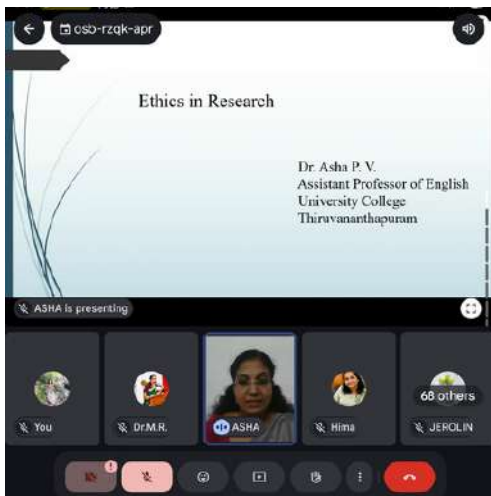 osb-rzqk-apr
Ethics in Research
Dr. Asha P. V.
Assistant Professor of English
University College
Thiruvananthapuram
ASHA is presenting
68 others
You
Dr.M.R.
ASHA
Hima
JEROLIN